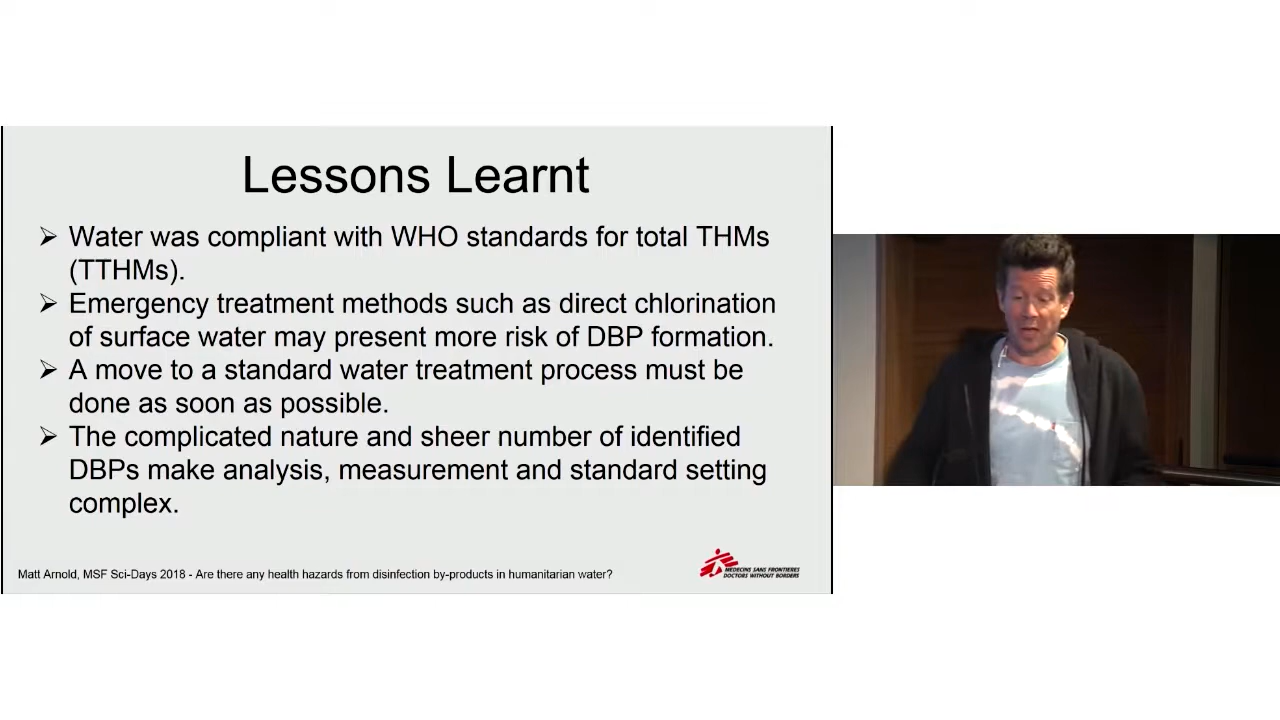 Lessons Learnt
➢ Water was compliant with WHO standards for total THMs
(TTHMs).
➢ Emergency treatment methods such as direct chlorination
of surface water may present more risk of DBP formation.
➢ A move to a standard water treatment process must be
done as soon as possible.
➢ The complicated nature and sheer number of identified
DBPs make analysis, measurement and standard setting
complex.
Matt Arnold, MSF Sci-Days 2018 - Are there any health hazards from disinfection by-products in humanitarian water?
MEDECINS SANS FRONTIERES
DOCTORS WITHOUT BORDERS